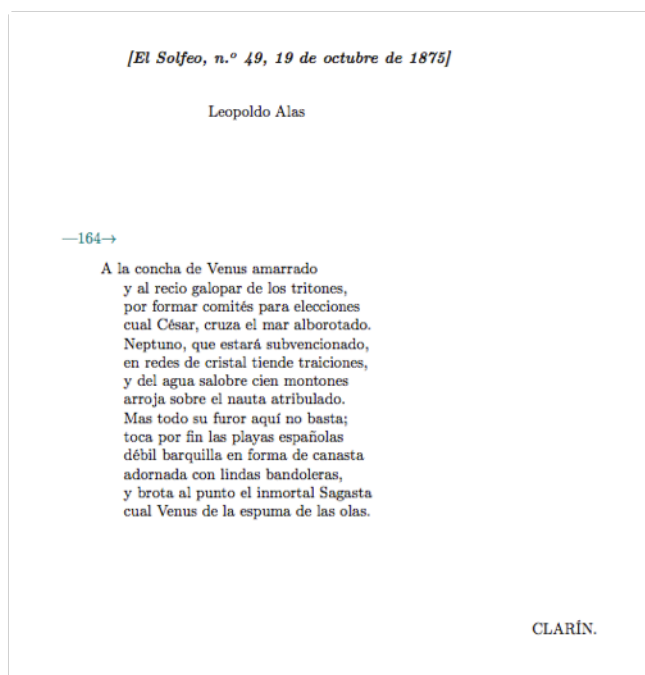 [El Solfeo, n.º 49, 19 de octubre de 1875]
Leopoldo Alas
—164→
A la concha de Venus amarrado
y al recio galopar de los tritones,
por formar comités para elecciones
cual César, cruza el mar alborotado.
Neptuno, que estará subvencionado,
en redes de cristal tiende traiciones,
y del agua salobre cien montones
arroja sobre el nauta atribulado.
Mas todo su furor aquí no basta;
toca por fin las playas españolas
débil barquilla en forma de canasta
adornada con lindas bandoleras,
y brota al punto el inmortal Sagasta
cual Venus de la espuma de las olas.
CLARÍN.